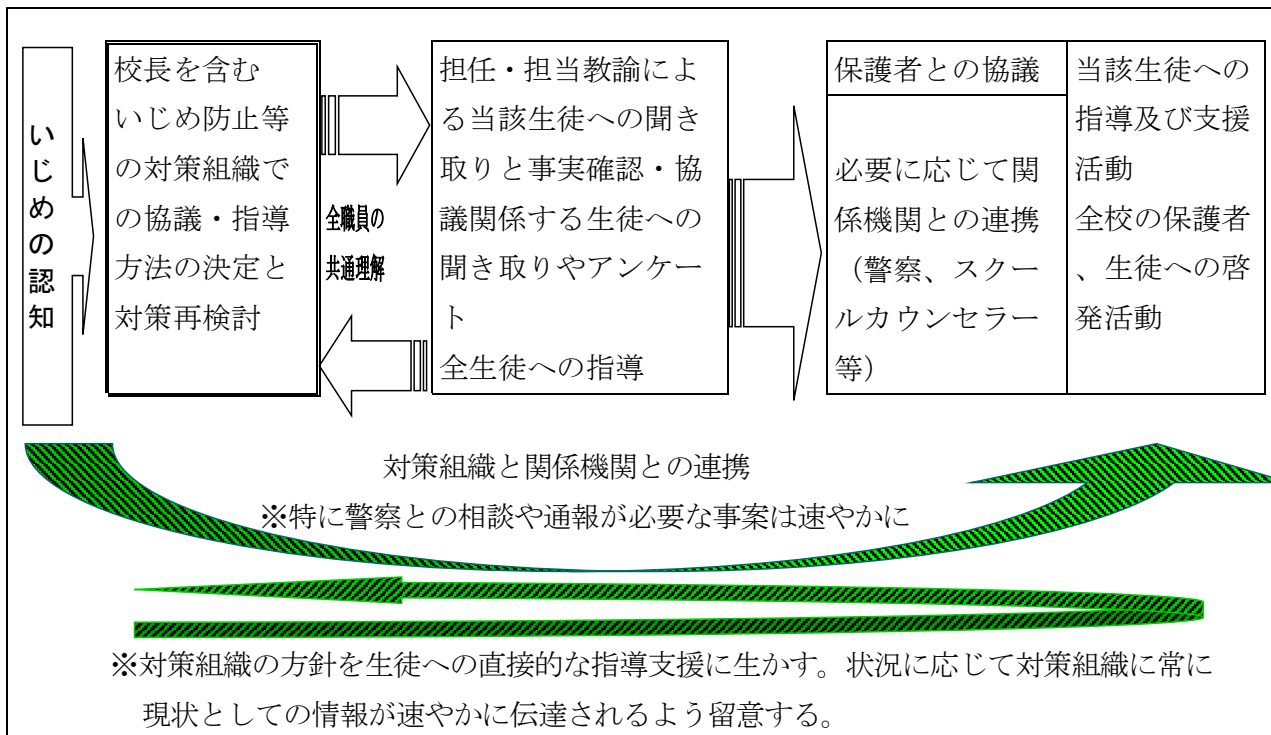 いじめの認知
校長を含む
いじめ防止等
の対策組織で
の協議・指導
方法の決定と
対策再検討
全職員の
共通理解
担任・担当教諭によ
る当該生徒への聞き
取りと事実確認・協
議関係する生徒への
聞き取りやアンケー
ト
全生徒への指導
保護者との協議
必要に応じて関
係機関との連携
（警察、スクー
ルカウンセラー
等）
当該生徒への
指導及び支援
活動
全校の保護者
、生徒への啓
発活動
対策組織と関係機関との連携
※特に警察との相談や通報が必要な事案は速やかに
※対策組織の方針を生徒への直接的な指導支援に生かす。状況に応じて対策組織に常に
現状としての情報が速やかに伝達されるよう留意する。